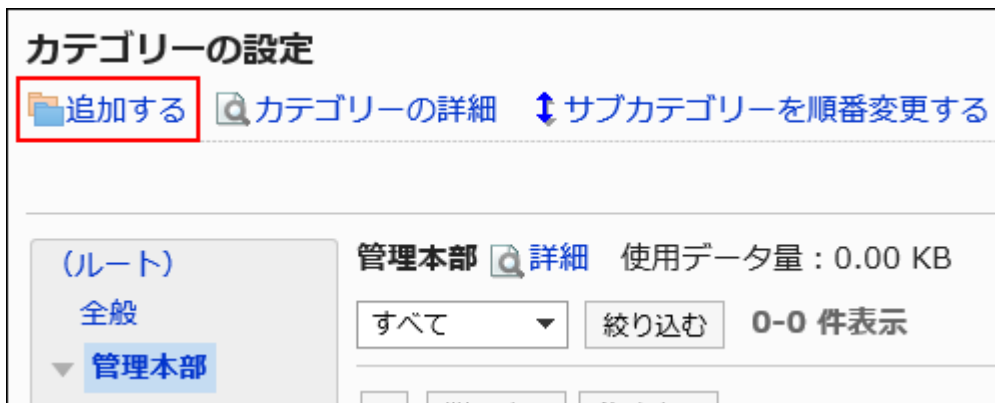 カテゴリーの設定
追加する カテゴリーの詳細 サブカテゴリーを順番変更する
(ルート)
全般
管理本部
管理本部 詳細 使用データ量 : 0.00 KB
すべて 絞り込む 0-0 件表示